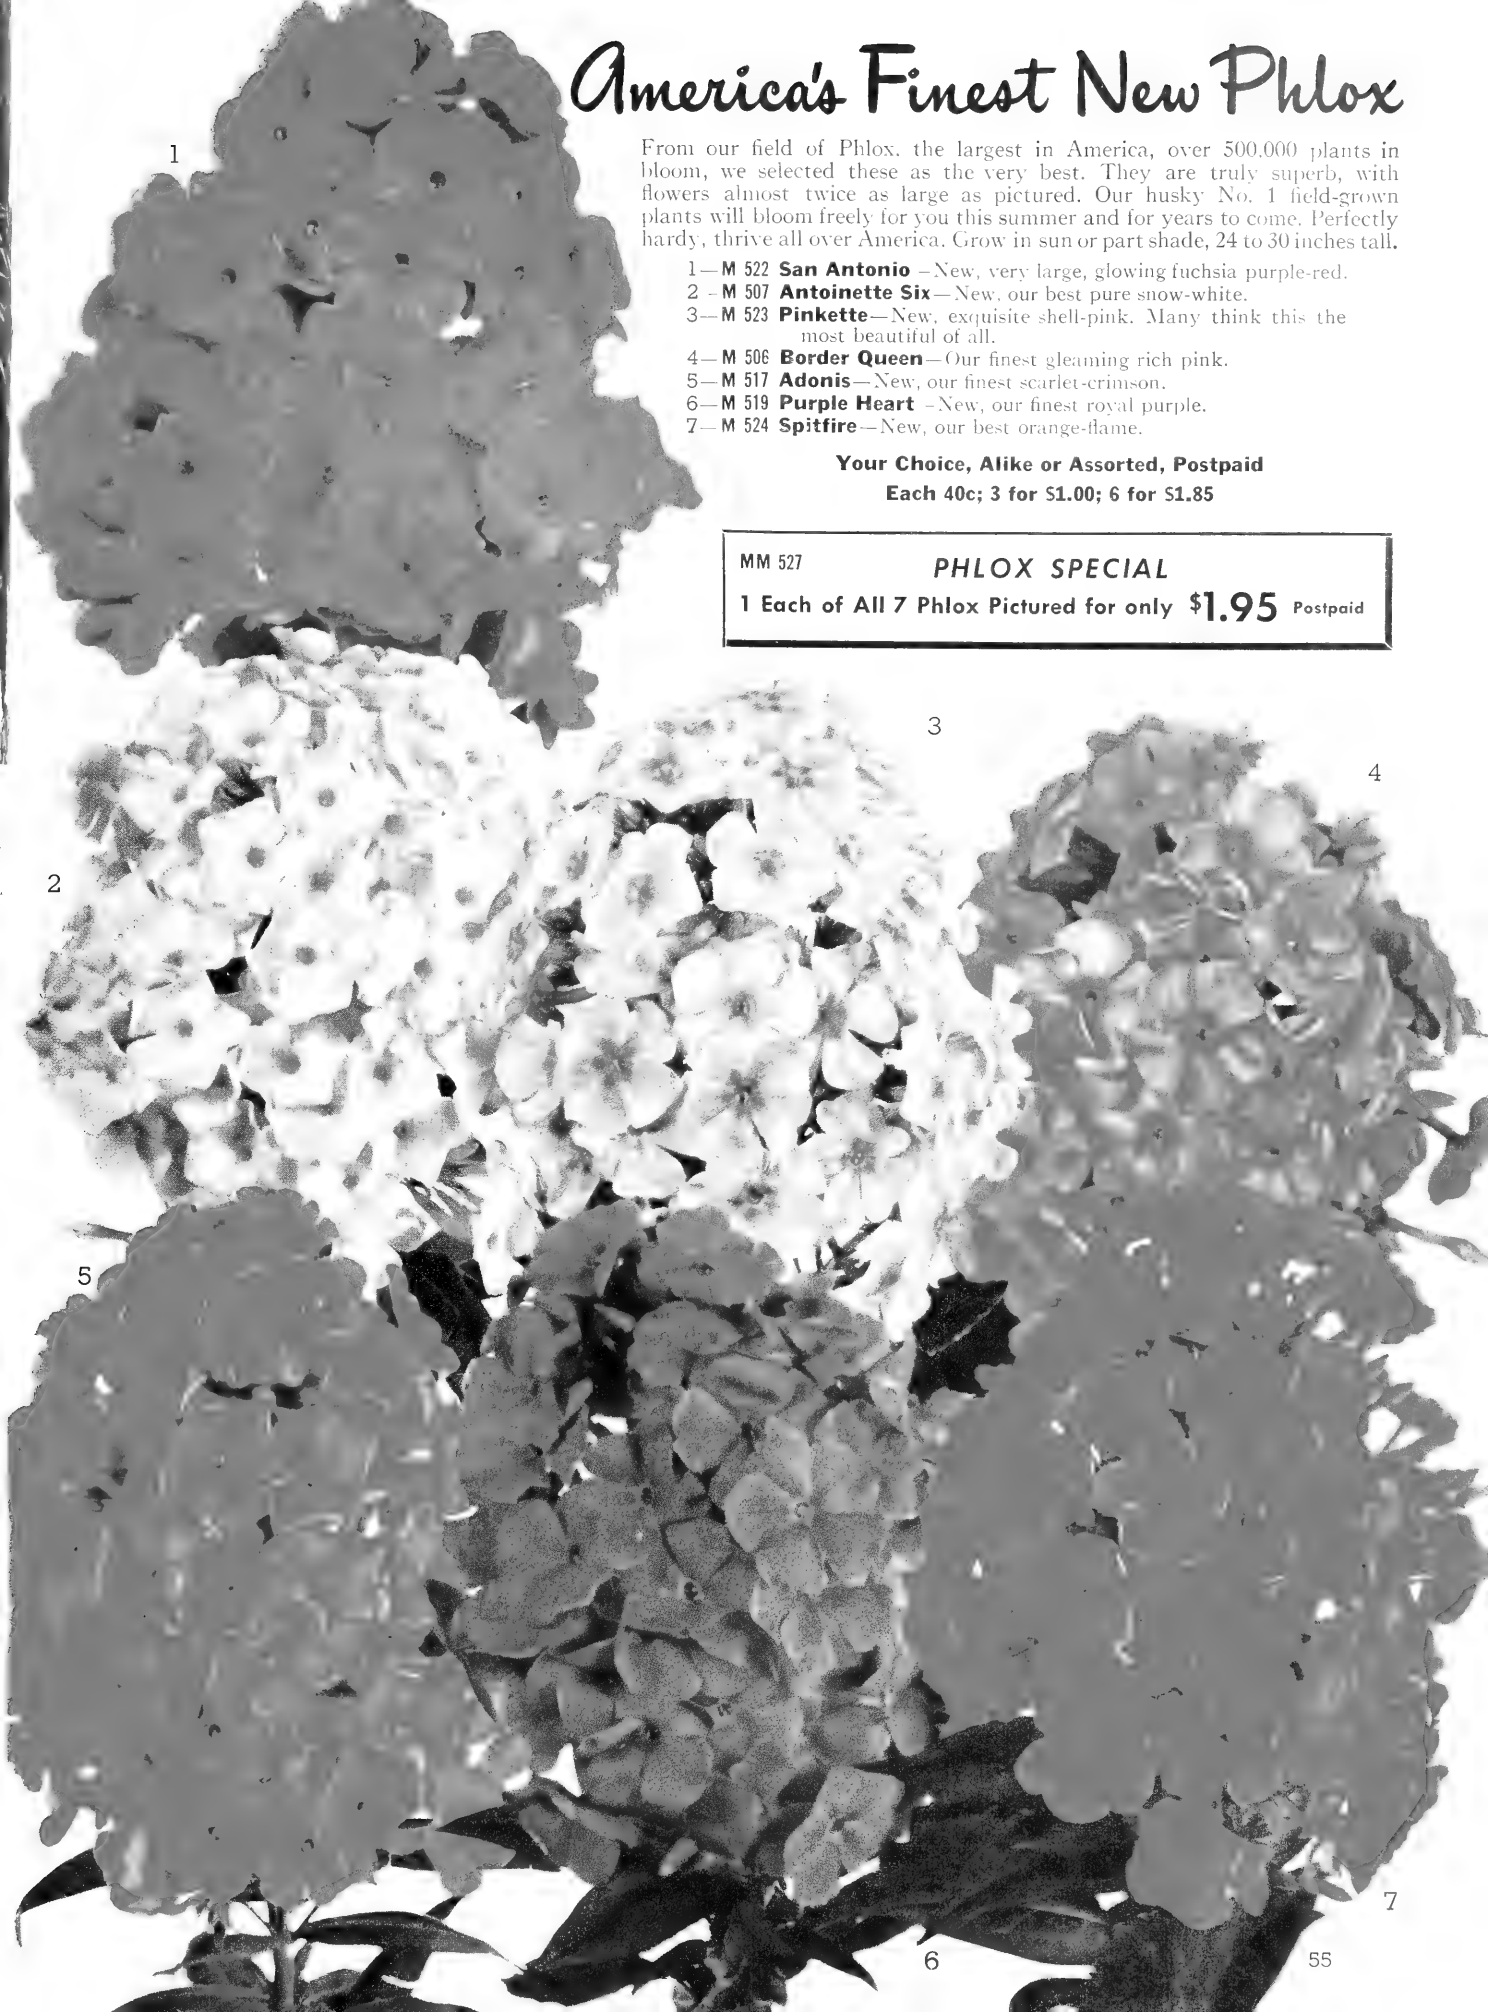 America's Finest New Phlox
From our field of Phlox, the largest in America, over 500,000 plants in
bloom, we selected these as the very best. They are truly superb, with
flowers almost twice as large as pictured. Our husky No. 1 field-grown
plants will bloom freely for you this summer and for years to come. Perfectly
hardy, thrive all over America. Grow in sun or part shade, 24 to 30 inches tall.
1—M 522 San Antonio—New, very large, glowing fuchsia purple-red.
2—M 507 Antoinette Six—New, our best pure snow-white.
3—M 523 Pinkette—New, exquisite shell-pink. Many think this the
most beautiful of all.
4—M 506 Border Queen—Our finest gleaming rich pink.
5—M 517 Adonis—New, our finest scarlet-crimson.
6—M 519 Purple Heart—New, our finest royal purple.
7—M 524 Spitfire—New, our best orange-flame.
Your Choice, Alike or Assorted, Postpaid
Each 40c; 3 for $1.00; 6 for $1.85
MM 527 PHLOX SPECIAL
1 Each of All 7 Phlox Pictured for only $1.95 Postpaid
1
3
4
2
5
7
6
55